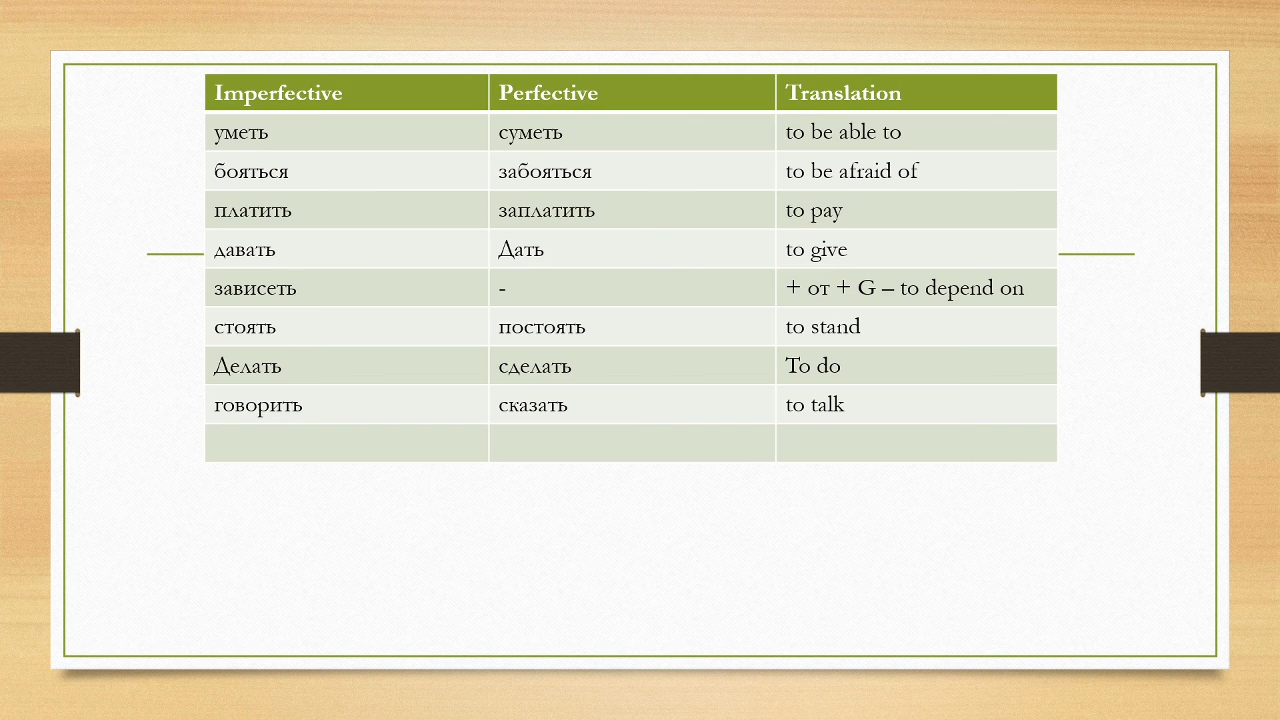 Imperfective Perfective Translation
уметь суметь to be able to
бояться забояться to be afraid of
платить заплатить to pay
давать Дать to give
зависеть - + от + G – to depend on
стоять постоять to stand
Делать сделать To do
говорить сказать to talk